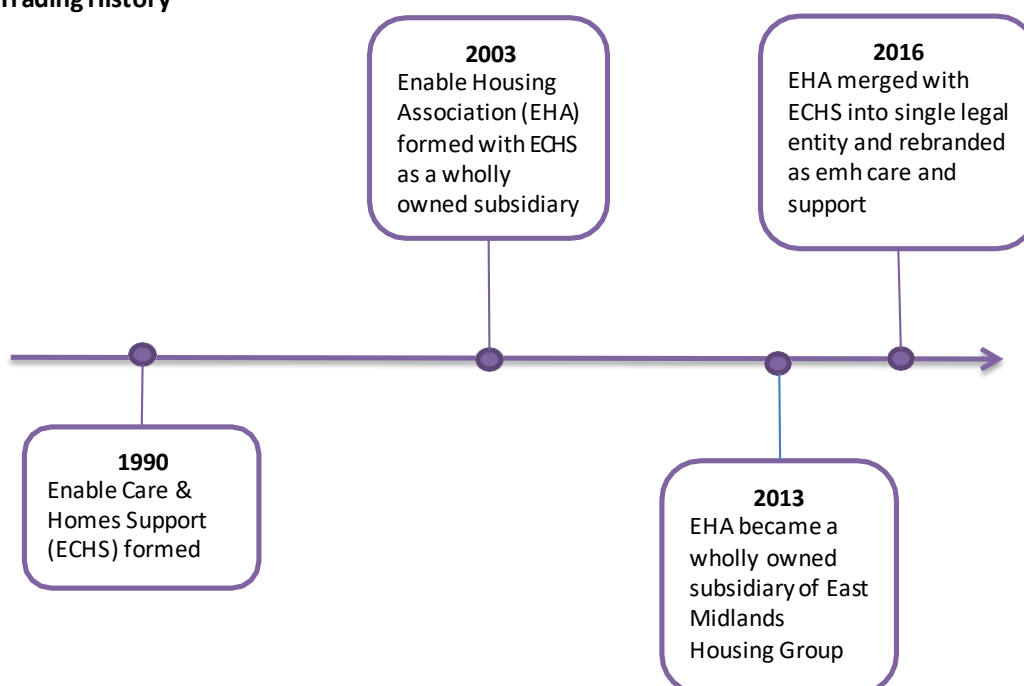 Trading History
2003
Enable Housing
Association (EHA)
formed with ECHS
as a wholly
owned subsidiary
2016
EHA merged with
ECHS into single legal
entity and rebranded
as emh care and
support
1990
Enable Care &
Homes Support
(ECHS) formed
2013
EHA became a
wholly owned
subsidiary of East
Midlands
Housing Group